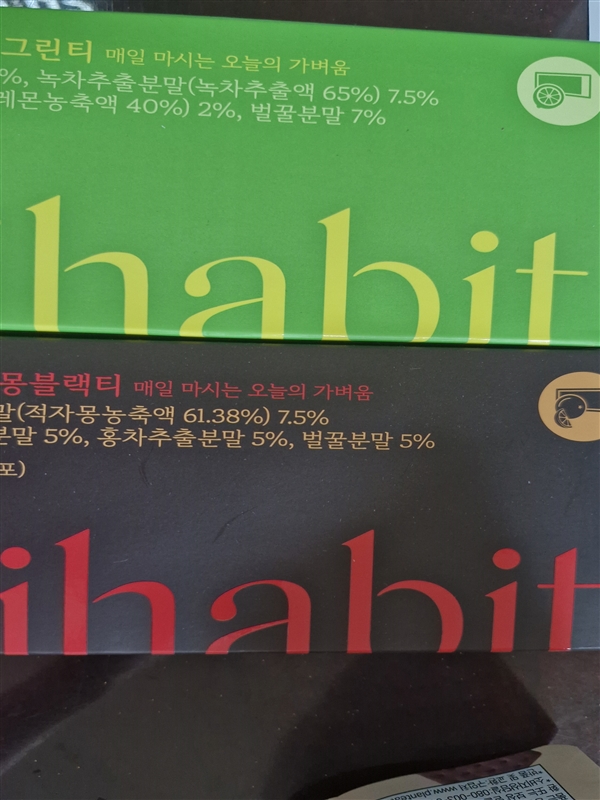 그린티 매일 마시는 오늘의 가벼움
%, 녹차추출분말(녹차추출액 65%) 7.5%
레몬농축액 40%) 2%, 벌꿀분말 7%
habit
몽블랙티 매일 마시는 오늘의 가벼움
말(적자몽농축액 61.38%) 7.5%
분말 5%, 홍차추출분말 5%, 벌꿀분말 5%
포)
ihabit